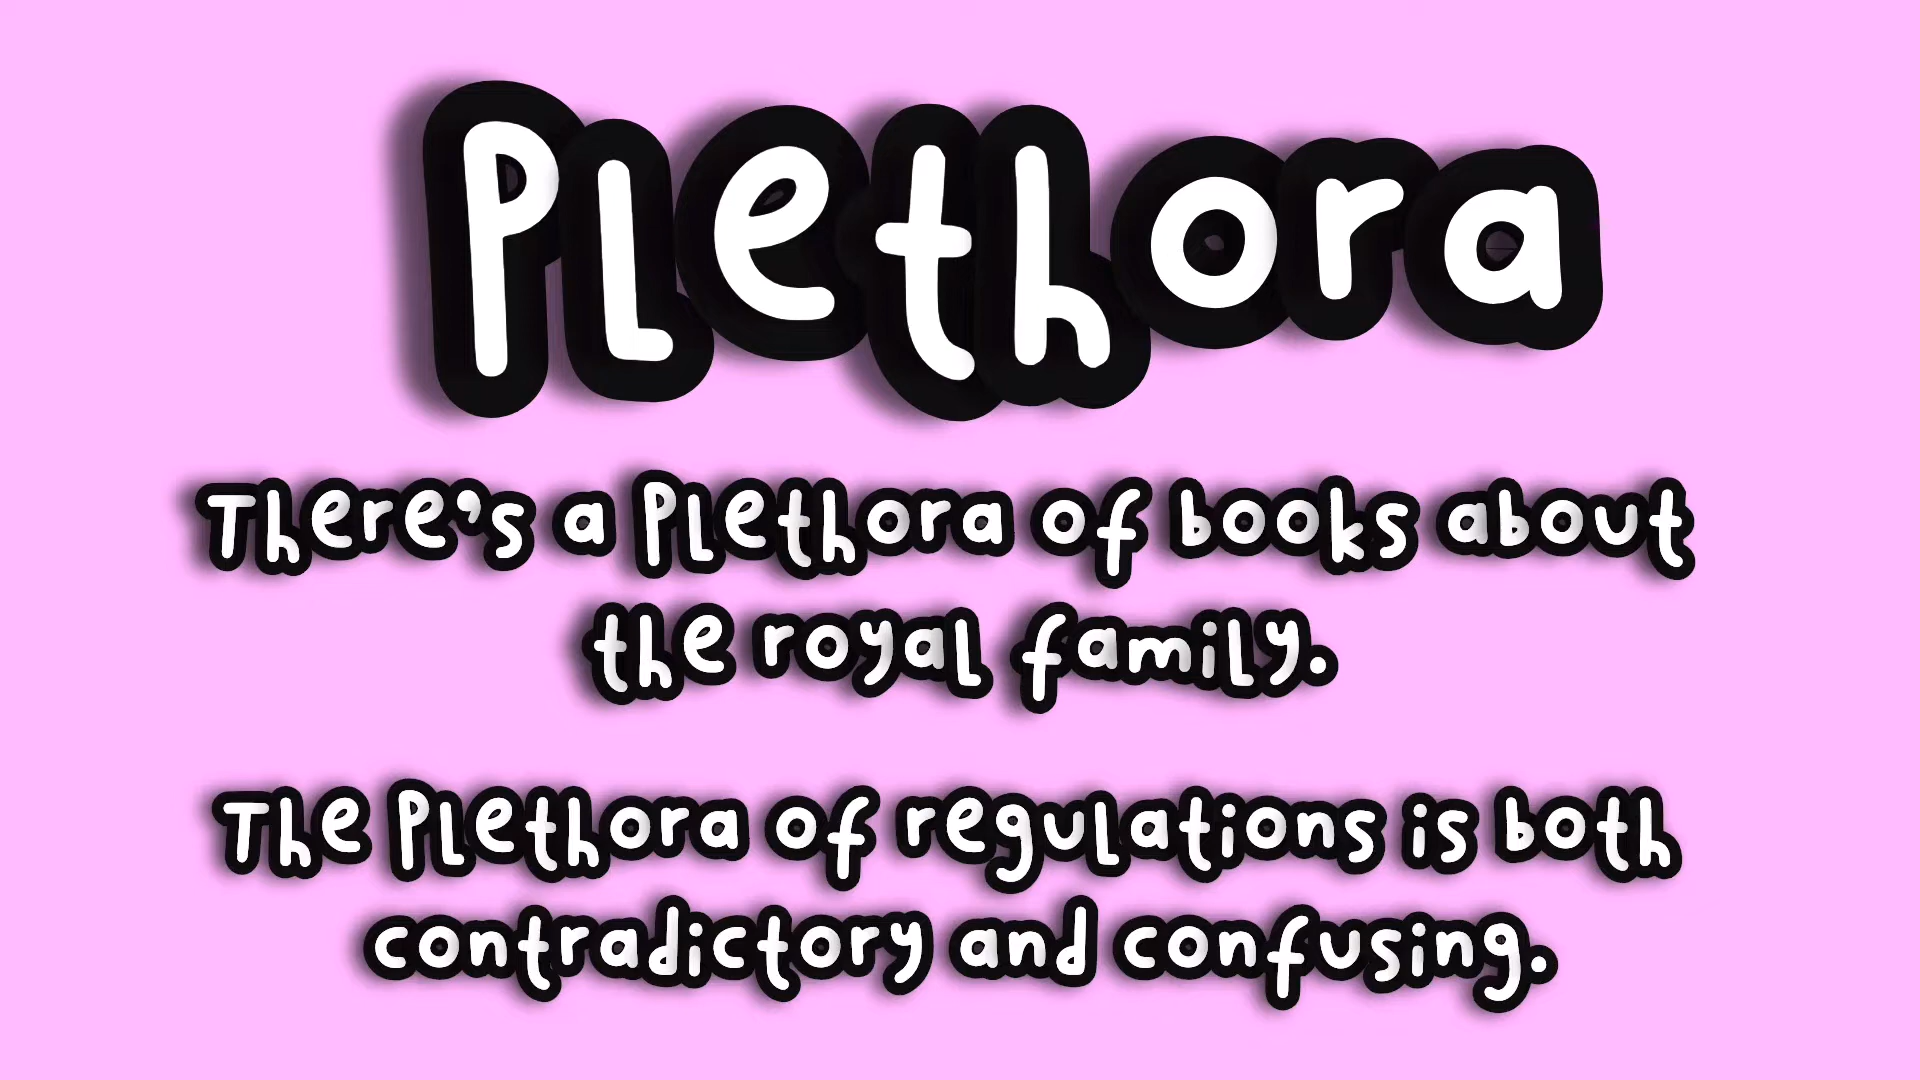 Plethora
There's a Plethora of books about
the royal family.
The Plethora of regulations is both
contradictory and confusing.